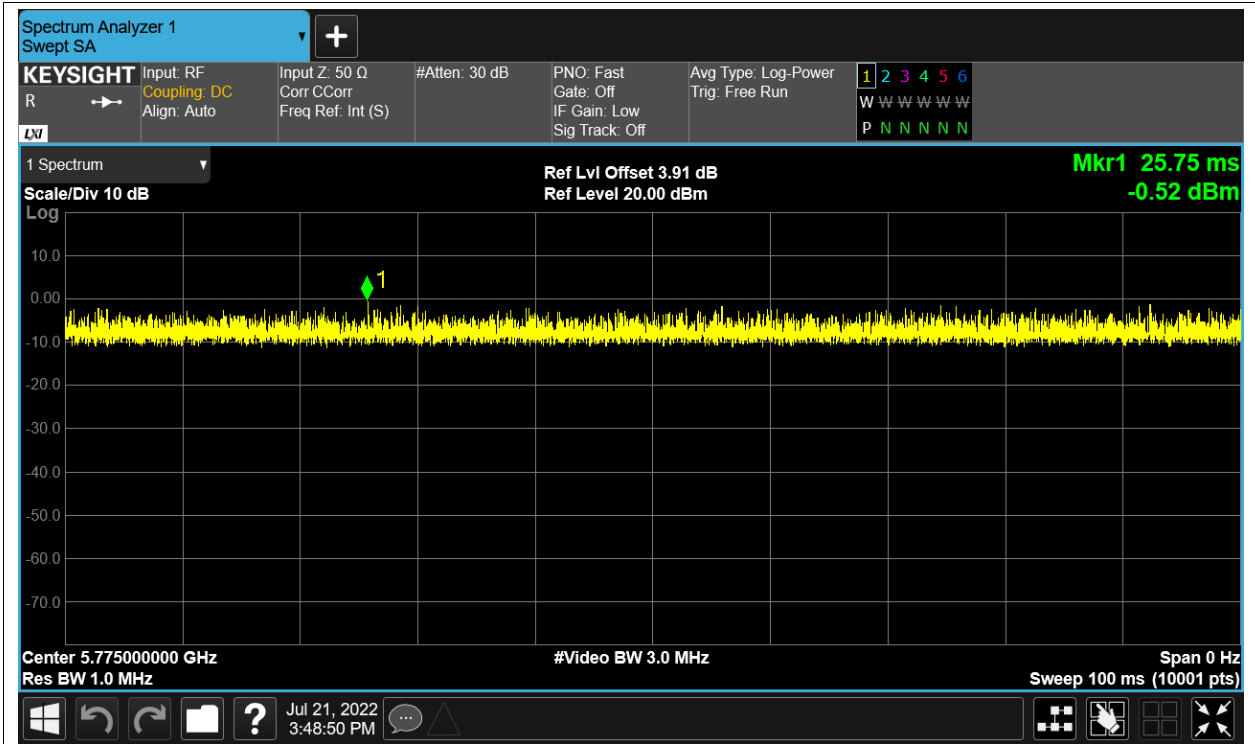 Spectrum Analyzer 1
Swept SA
+
KEYSIGHT
R
LXI
Input: RF
Coupling: DC
Align: Auto
Input Z: 50 Ω
Corr CCorr
Freq Ref: Int (S)
#Atten: 30 dB
PNO: Fast
Gate: Off
IF Gain: Low
Sig Track: Off
Avg Type: Log-Power
Trig: Free Run
1 2 3 4 5 6
W W W W W W
P N N N N N
1 Spectrum
Scale/Div 10 dB
Ref Lvl Offset 3.91 dB
Ref Level 20.00 dBm
Mkr1 25.75 ms
-0.52 dBm
Log
10.0
0.00
-10.0
-20.0
-30.0
-40.0
-50.0
-60.0
-70.0
1
Center 5.775000000 GHz
Res BW 1.0 MHz
#Video BW 3.0 MHz
Span 0 Hz
Sweep 100 ms (10001 pts)
?
Jul 21, 2022
3:48:50 PM